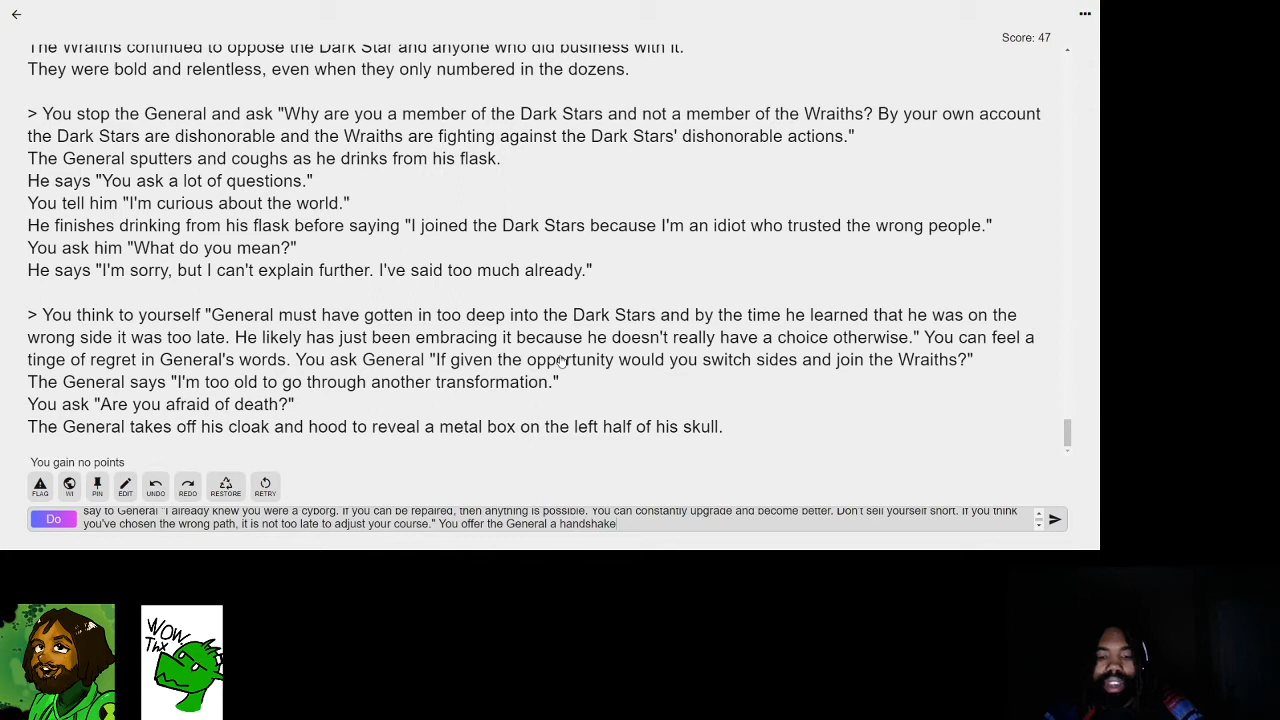 Score: 47
The Wraiths continued to oppose the Dark Star and anyone who did business with it.
They were bold and relentless, even when they only numbered in the dozens.
> You stop the General and ask "Why are you a member of the Dark Stars and not a member of the Wraiths? By your own account
the Dark Stars are dishonorable and the Wraiths are fighting against the Dark Stars' dishonorable actions."
The General sputters and coughs as he drinks from his flask.
He says "You ask a lot of questions."
You tell him "I'm curious about the world."
He finishes drinking from his flask before saying "I joined the Dark Stars because I'm an idiot who trusted the wrong people."
You ask him "What do you mean?"
He says "I'm sorry, but I can't explain further. I've said too much already."
> You think to yourself "General must have gotten in too deep into the Dark Stars and by the time he learned that he was on the
wrong side it was too late. He likely has just been embracing it because he doesn't really have a choice otherwise." You can feel a
tinge of regret in General's words. You ask General "If given the opportunity would you switch sides and join the Wraiths?"
The General says "I'm too old to go through another transformation."
You ask "Are you afraid of death?"
The General takes off his cloak and hood to reveal a metal box on the left half of his skull.
You gain no points
FLAG WI PIN EDIT UNDO REDO RESTORE RETRY
say to General "I already knew you were a cyborg. If you can be repaired, then anything is possible. You can constantly upgrade and become better. Don't sell yourself short. If you think
Do you've chosen the wrong path, it is not too late to adjust your course." You offer the General a handshake
WOW
Thx